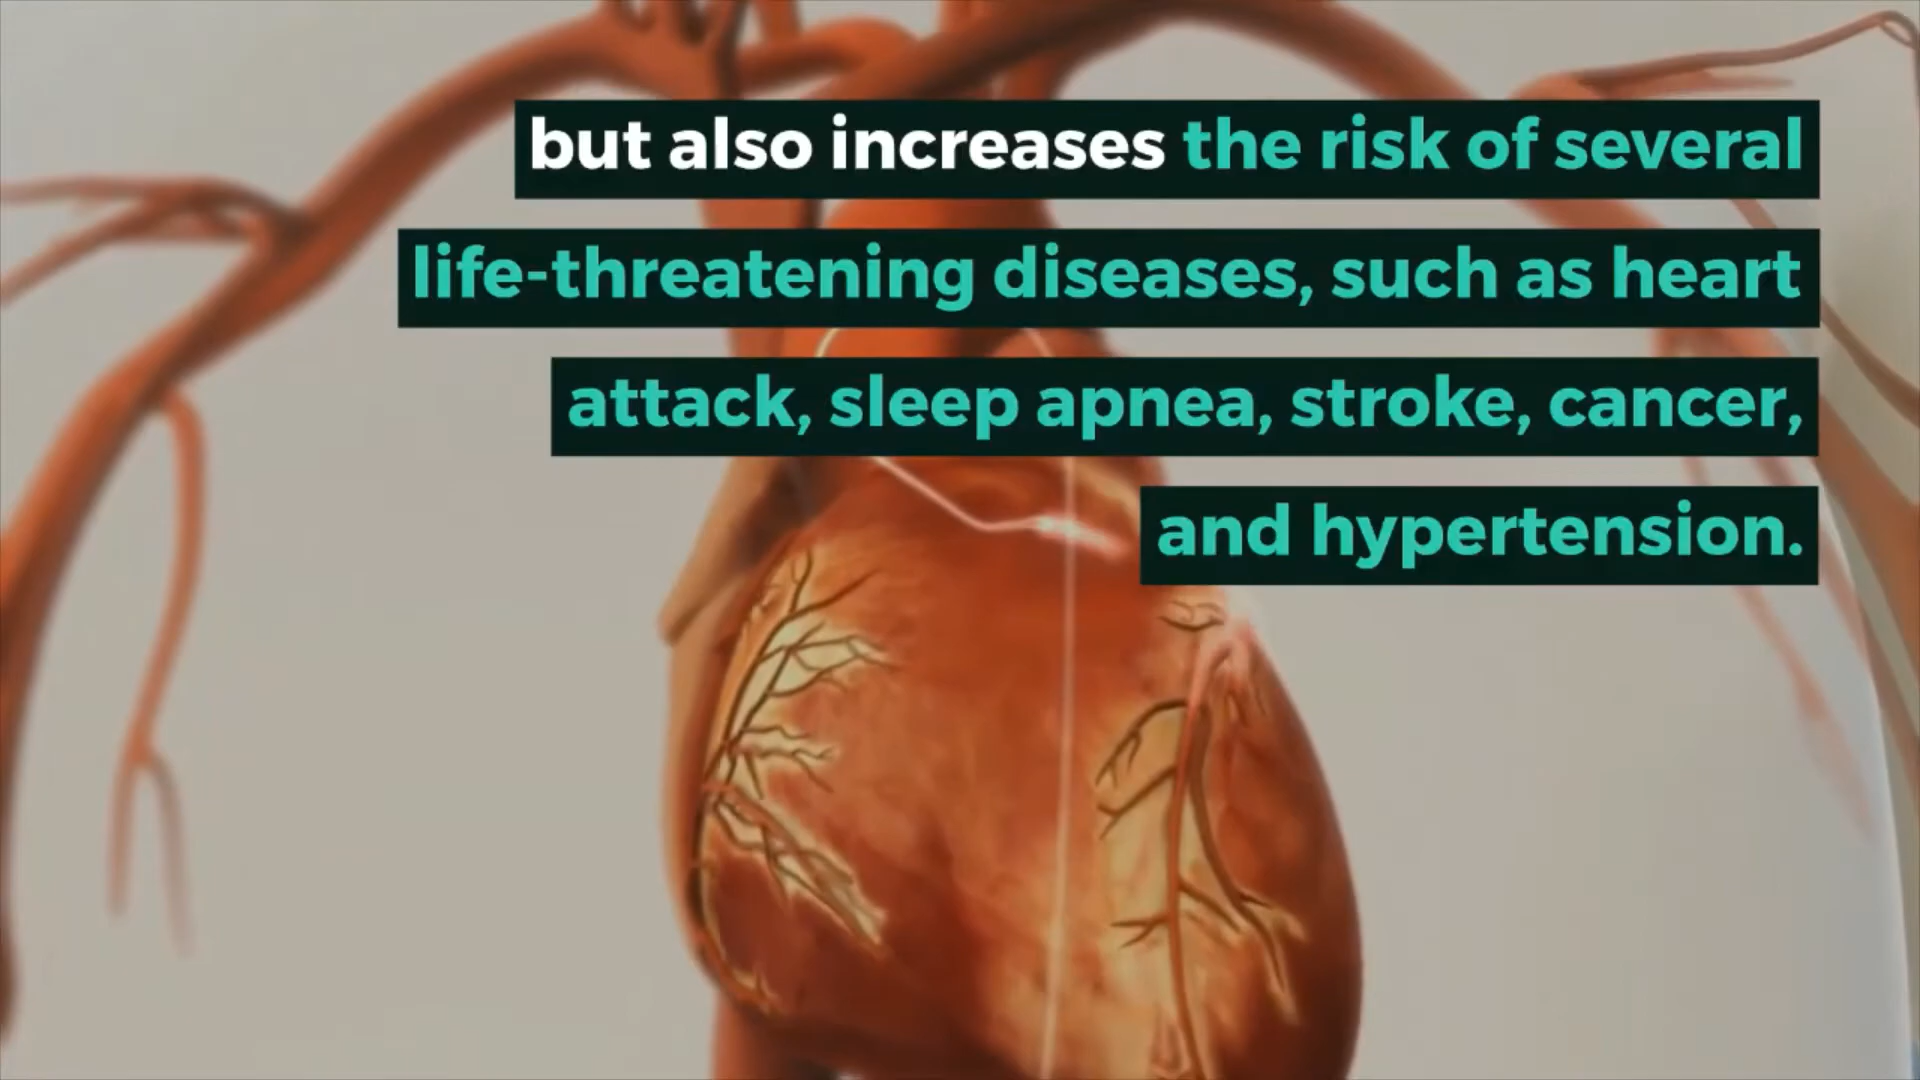 but also increases the risk of several
life-threatening diseases, such as heart
attack, sleep apnea, stroke, cancer,
and hypertension.